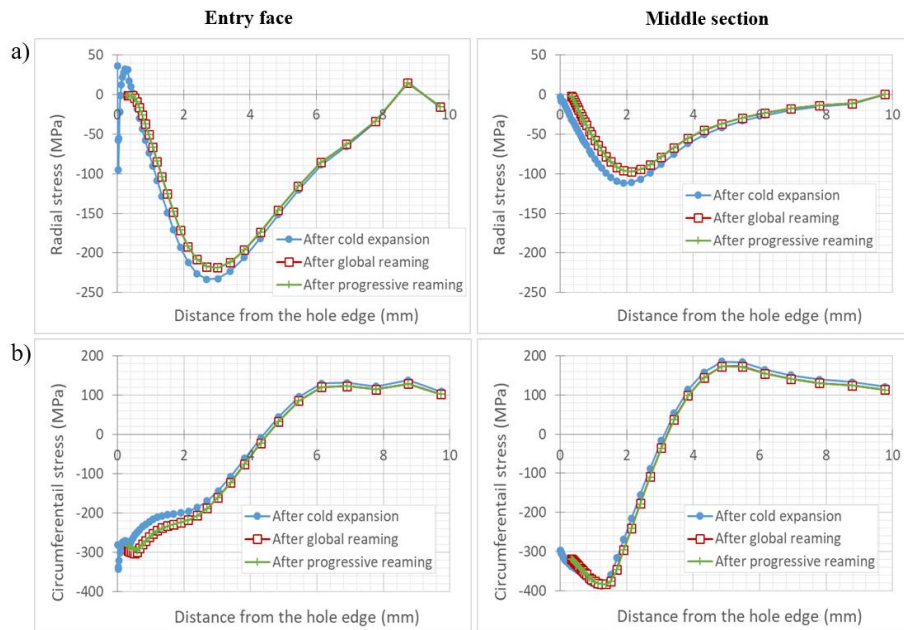 Entry face
Middle section
a)
50
0
-50
-100
-150
-200
-250
0 2 4 6 8 10
Radial stress (MPa)
After cold expansion
After global reaming
After progressive reaming
Distance from the hole edge (mm)
50
0
-50
-100
-150
-200
-250
0 2 4 6 8 10
Radial stress (MPa)
After cold expansion
After global reaming
After progressive reaming
Distance from the hole edge (mm)
b)
200
100
0
-100
-200
-300
-400
0 2 4 6 8 10
Circumferentail stress (MPa)
After cold expansion
After global reaming
After progressive reaming
Distance from the hole edge (mm)
200
100
0
-100
-200
-300
-400
0 2 4 6 8 10
Circumferentail stress (MPa)
After cold expansion
After global reaming
After progressive reaming
Distance from the hole edge (mm)